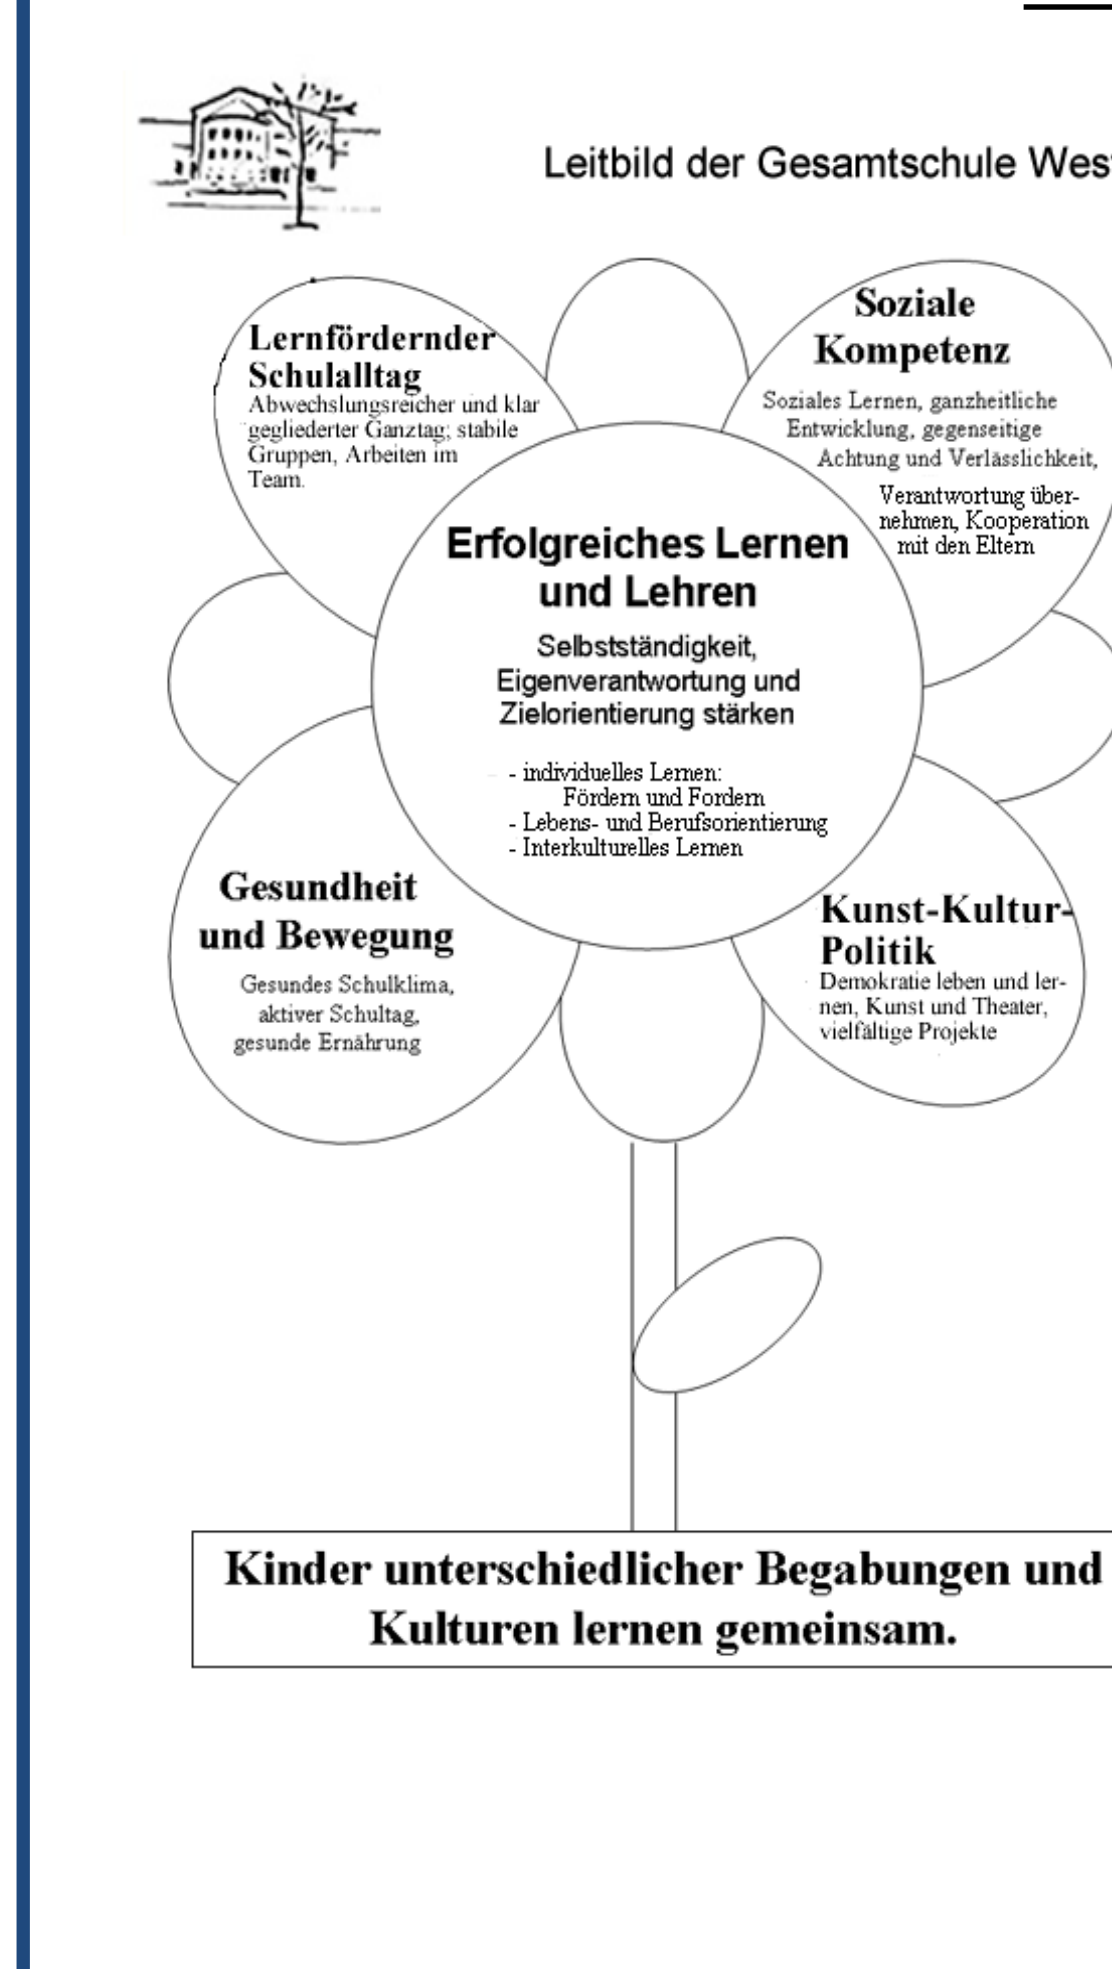 Leitbild der Gesamtschule Wes
Lernfördernder
Schulalltag
Abwechslungsreicher und klar
gegliederter Ganztag; stabile
Gruppen, Arbeiten im
Team.
Soziale
Kompetenz
Soziales Lernen, ganzheitliche
Entwicklung, gegenseitige
Achtung und Verlässlichkeit,
Verantwortung über-
nehmen, Kooperation
mit den Eltern
Erfolgreiches Lernen
und Lehren
Selbstständigkeit,
Eigenverantwortung und
Zielorientierung stärken
- individuelles Lernen:
Fördern und Fordern
- Lebens- und Berufsorientierung
- Interkulturelles Lernen
Gesundheit
und Bewegung
Gesundes Schulklima,
aktiver Schultag,
gesunde Ernährung
Kunst-Kultur-
Politik
Demokratie leben und ler-
nen, Kunst und Theater,
vielfältige Projekte
Kinder unterschiedlicher Begabungen und
Kulturen lernen gemeinsam.